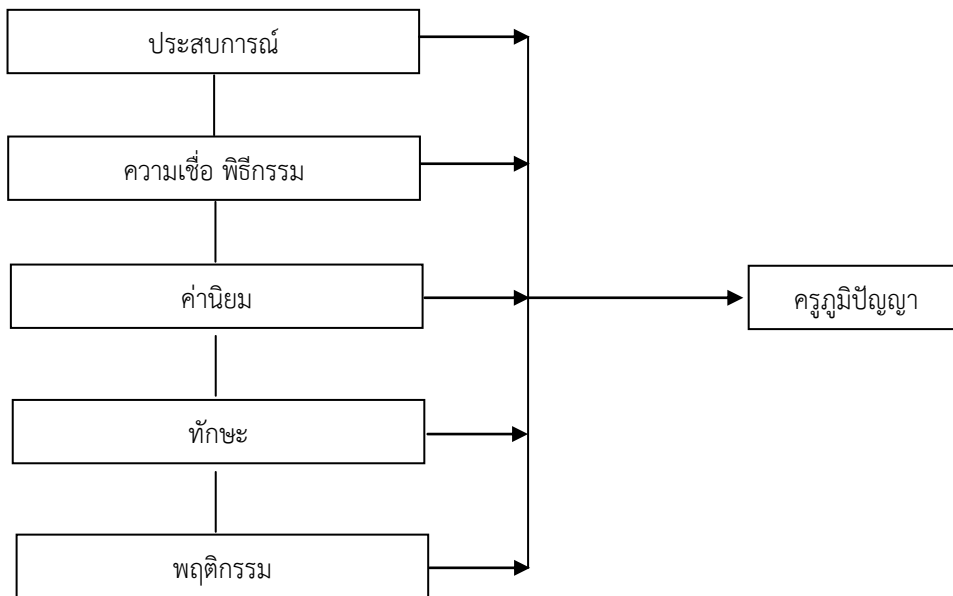 ประสบการณ์
ความเชื่อ พิธีกรรม
ค่านิยม
ครูภูมิปัญญา
ทักษะ
พฤติกรรม